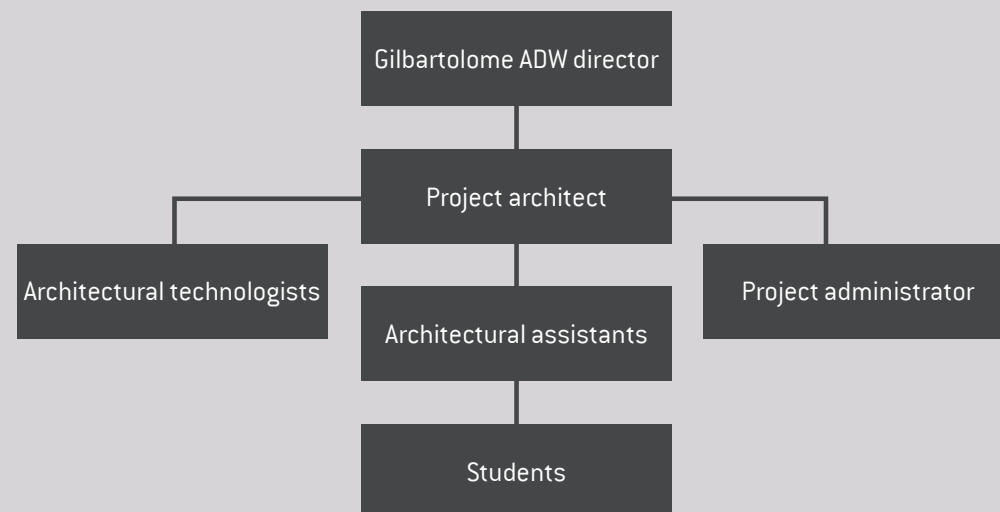 Gilbartolome ADW director
Project architect
Architectural technologists
Project administrator
Architectural assistants
Students